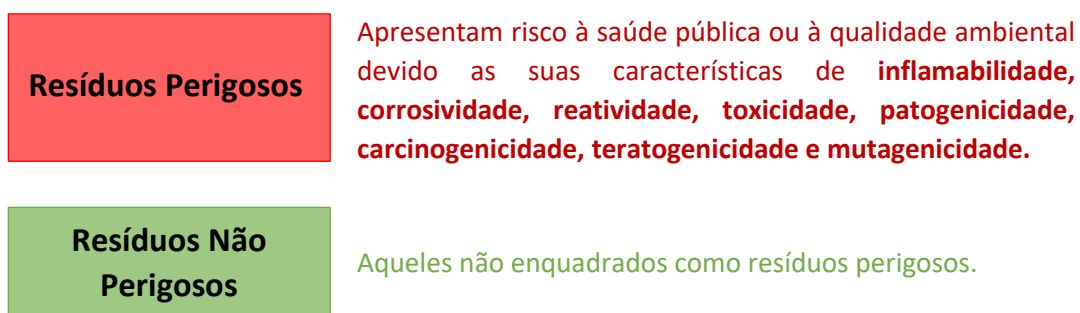 Resíduos Perigosos
Apresentam risco à saúde pública ou à qualidade ambiental
devido as suas características de inflamabilidade,
corrosividade, reatividade, toxicidade, patogenicidade,
carcinogenicidade, teratogenicidade e mutagenicidade.
Resíduos Não
Perigosos
Aqueles não enquadrados como resíduos perigosos.